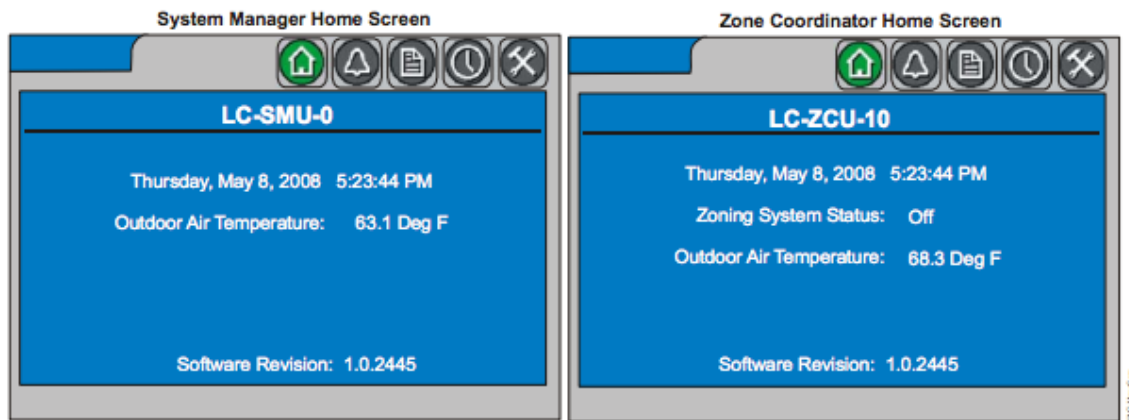 System Manager Home Screen
LC-SMU-0
Thursday, May 8, 2008 5:23:44 PM
Outdoor Air Temperature: 63.1 Deg F
Software Revision: 1.0.2445
Zone Coordinator Home Screen
LC-ZCU-10
Thursday, May 8, 2008 5:23:44 PM
Zoning System Status: Off
Outdoor Air Temperature: 68.3 Deg F
Software Revision: 1.0.2445